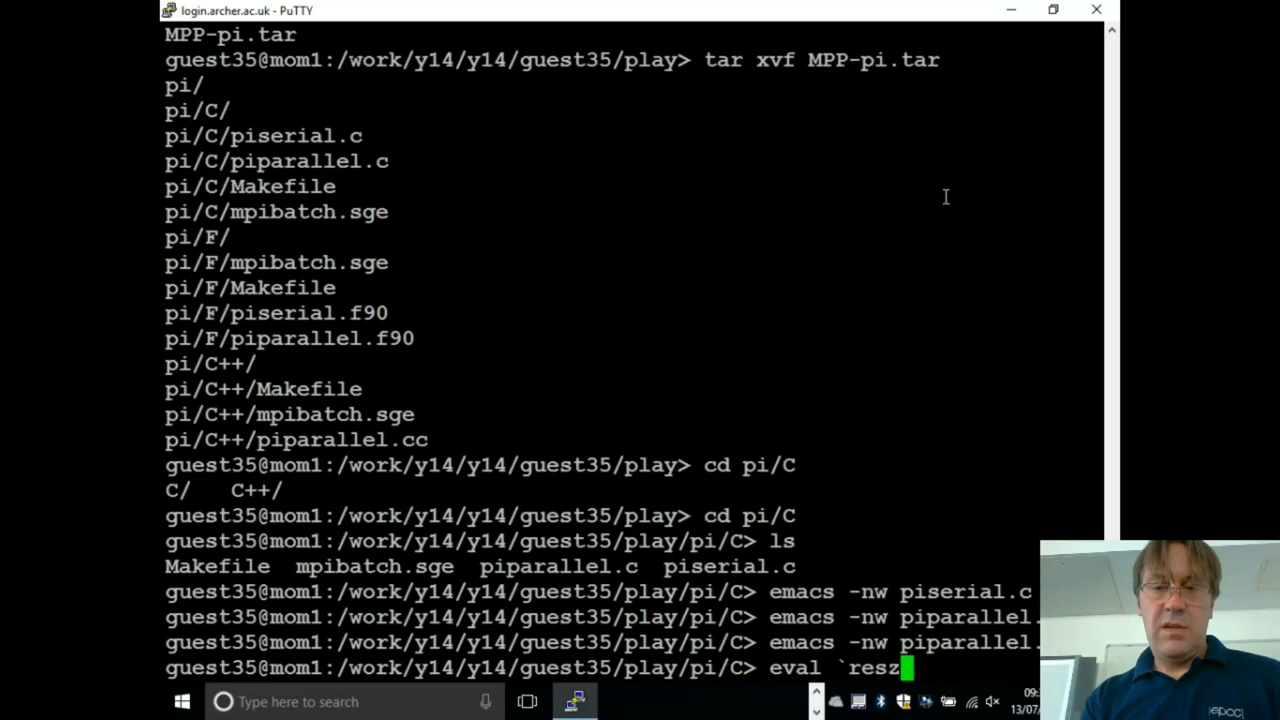 login.archer.ac.uk - PuTTY
MPP-pi.tar
guest35@mom1:/work/y14/y14/guest35/play> tar xvf MPP-pi.tar
pi/
pi/C/
pi/C/piserial.c
pi/C/piparallel.c
pi/C/Makefile
pi/C/mpibatch.sge
pi/F/
pi/F/mpibatch.sge
pi/F/Makefile
pi/F/piserial.f90
pi/F/piparallel.f90
pi/C++/
pi/C++/Makefile
pi/C++/mpibatch.sge
pi/C++/piparallel.cc
guest35@mom1:/work/y14/y14/guest35/play> cd pi/C
C/ C++/
guest35@mom1:/work/y14/y14/guest35/play> cd pi/C
guest35@mom1:/work/y14/y14/guest35/play/pi/C> ls
Makefile mpibatch.sge piparallel.c piserial.c
guest35@mom1:/work/y14/y14/guest35/play/pi/C> emacs -nw piserial.c
guest35@mom1:/work/y14/y14/guest35/play/pi/C> emacs -nw piparallel.
guest35@mom1:/work/y14/y14/guest35/play/pi/C> emacs -nw piparallel.
guest35@mom1:/work/y14/y14/guest35/play/pi/C> eval `resz
Type here to search
09:
13/07/
epcc